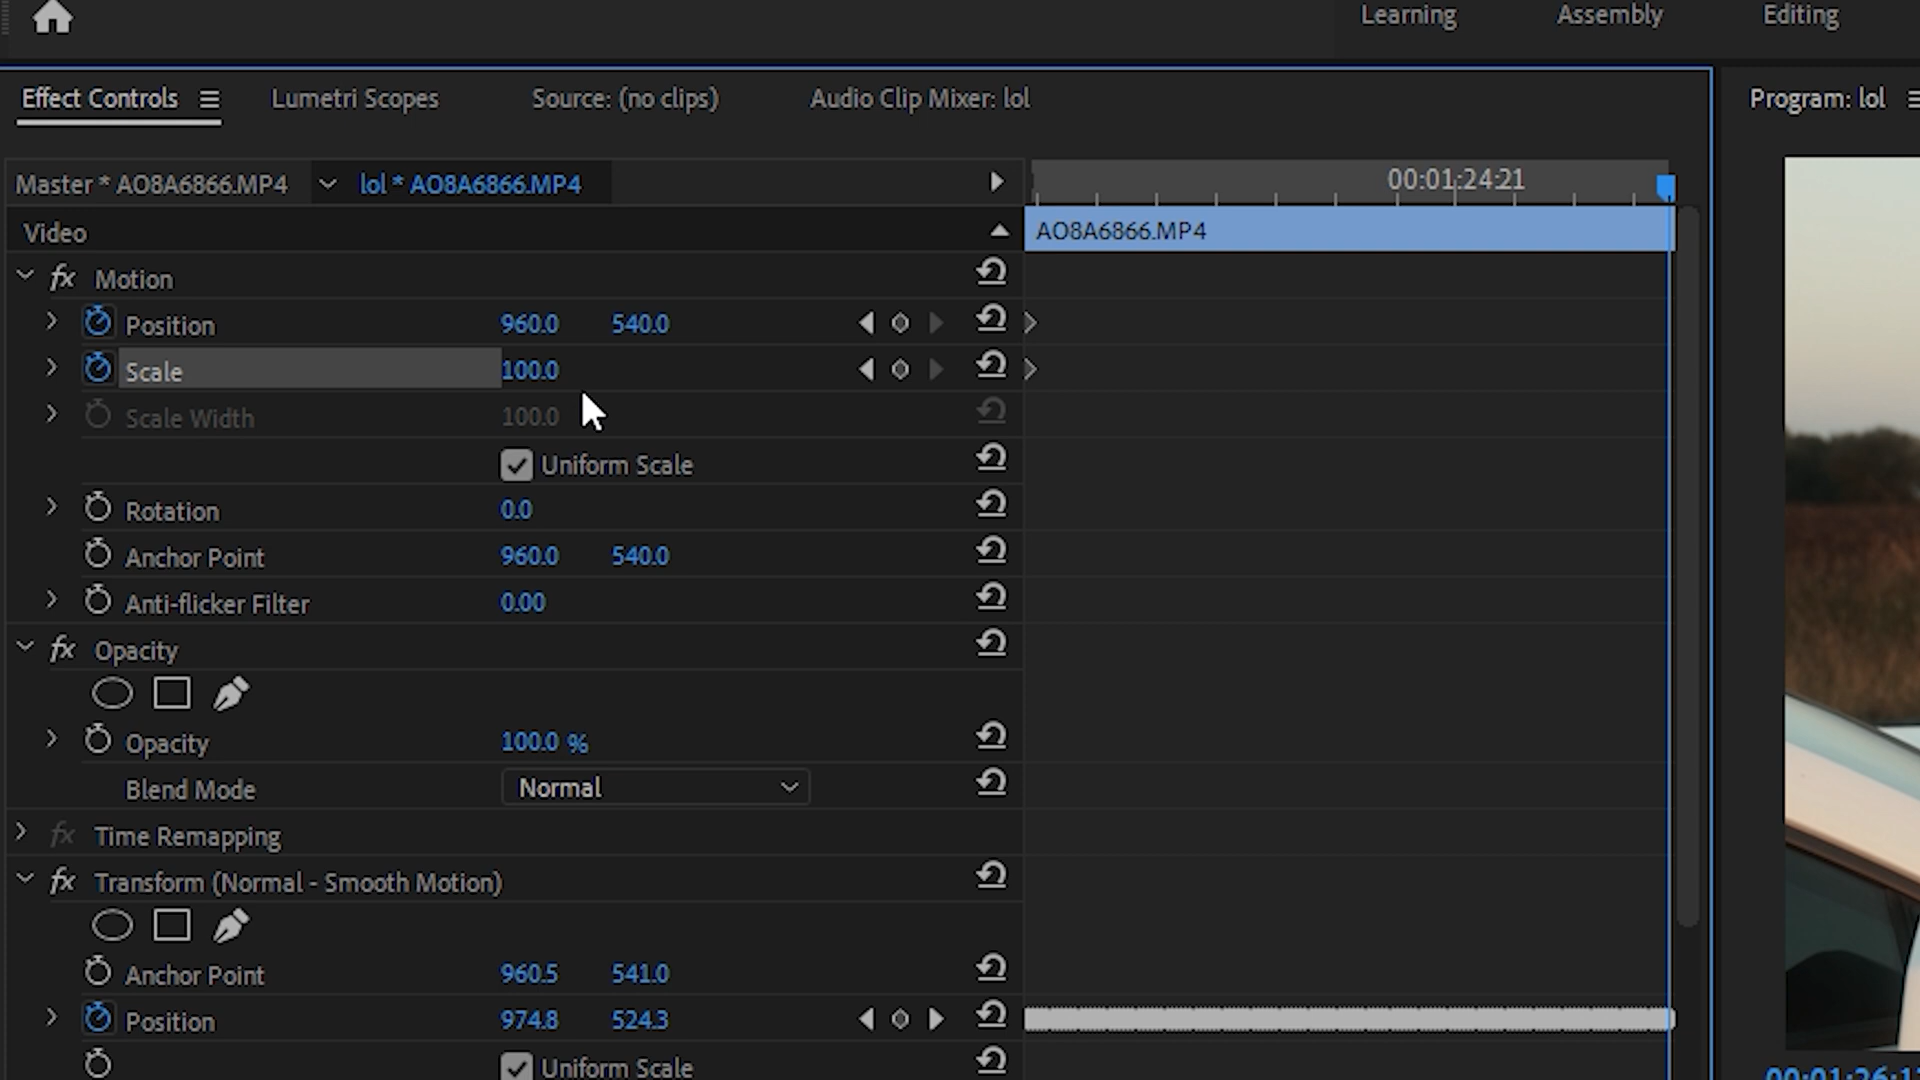 Learning Assembly Editing
Effect Controls Lumetri Scopes Source: (no clips) Audio Clip Mixer: lol Program: lol
Master * AO8A6866.MP4 lol * AO8A6866.MP4 00:01:24:21
Video AO8A6866.MP4
fx Motion
Position 960.0 540.0
Scale 100.0
Scale Width 100.0
Uniform Scale
Rotation 0.0
Anchor Point 960.0 540.0
Anti-flicker Filter 0.00
fx Opacity
Opacity 100.0 %
Blend Mode Normal
fx Time Remapping
fx Transform (Normal - Smooth Motion)
Anchor Point 960.5 541.0
Position 974.8 524.3
Uniform Scale